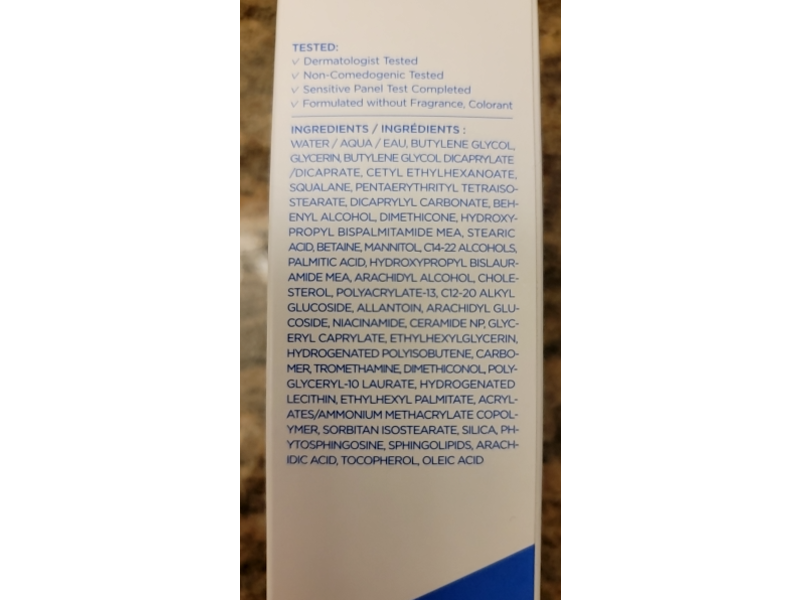 TESTED:
✓ Dermatologist Tested
✓ Non-Comedogenic Tested
✓ Sensitive Panel Test Completed
✓ Formulated without Fragrance, Colorant
INGREDIENTS / INGRÉDIENTS :
WATER / AQUA / EAU, BUTYLENE GLYCOL,
GLYCERIN, BUTYLENE GLYCOL DICAPRYLATE
/DICAPRATE, CETYL ETHYLHEXANOATE,
SQUALANE, PENTAERYTHRITYL TETRAISO-
STEARATE, DICAPRYLYL CARBONATE, BEH-
ENYL ALCOHOL, DIMETHICONE, HYDROXY-
PROPYL BISPALMITAMIDE MEA, STEARIC
ACID, BETAINE, MANNITOL, C14-22 ALCOHOLS,
PALMITIC ACID, HYDROXYPROPYL BISLAUR-
AMIDE MEA, ARACHIDYL ALCOHOL, CHOLE-
STEROL, POLYACRYLATE-13, C12-20 ALKYL
GLUCOSIDE, ALLANTOIN, ARACHIDYL GLU-
COSIDE, NIACINAMIDE, CERAMIDE NP, GLYC-
ERYL CAPRYLATE, ETHYLHEXYLGLYCERIN,
HYDROGENATED POLYISOBUTENE, CARBO-
MER, TROMETHAMINE, DIMETHICONOL, POLY-
GLYCERYL-10 LAURATE, HYDROGENATED
LECITHIN, ETHYLHEXYL PALMITATE, ACRYL-
ATES/AMMONIUM METHACRYLATE COPOL-
YMER, SORBITAN ISOSTEARATE, SILICA, PH-
YTOSPHINGOSINE, SPHINGOLIPIDS, ARACH-
IDIC ACID, TOCOPHEROL, OLEIC ACID